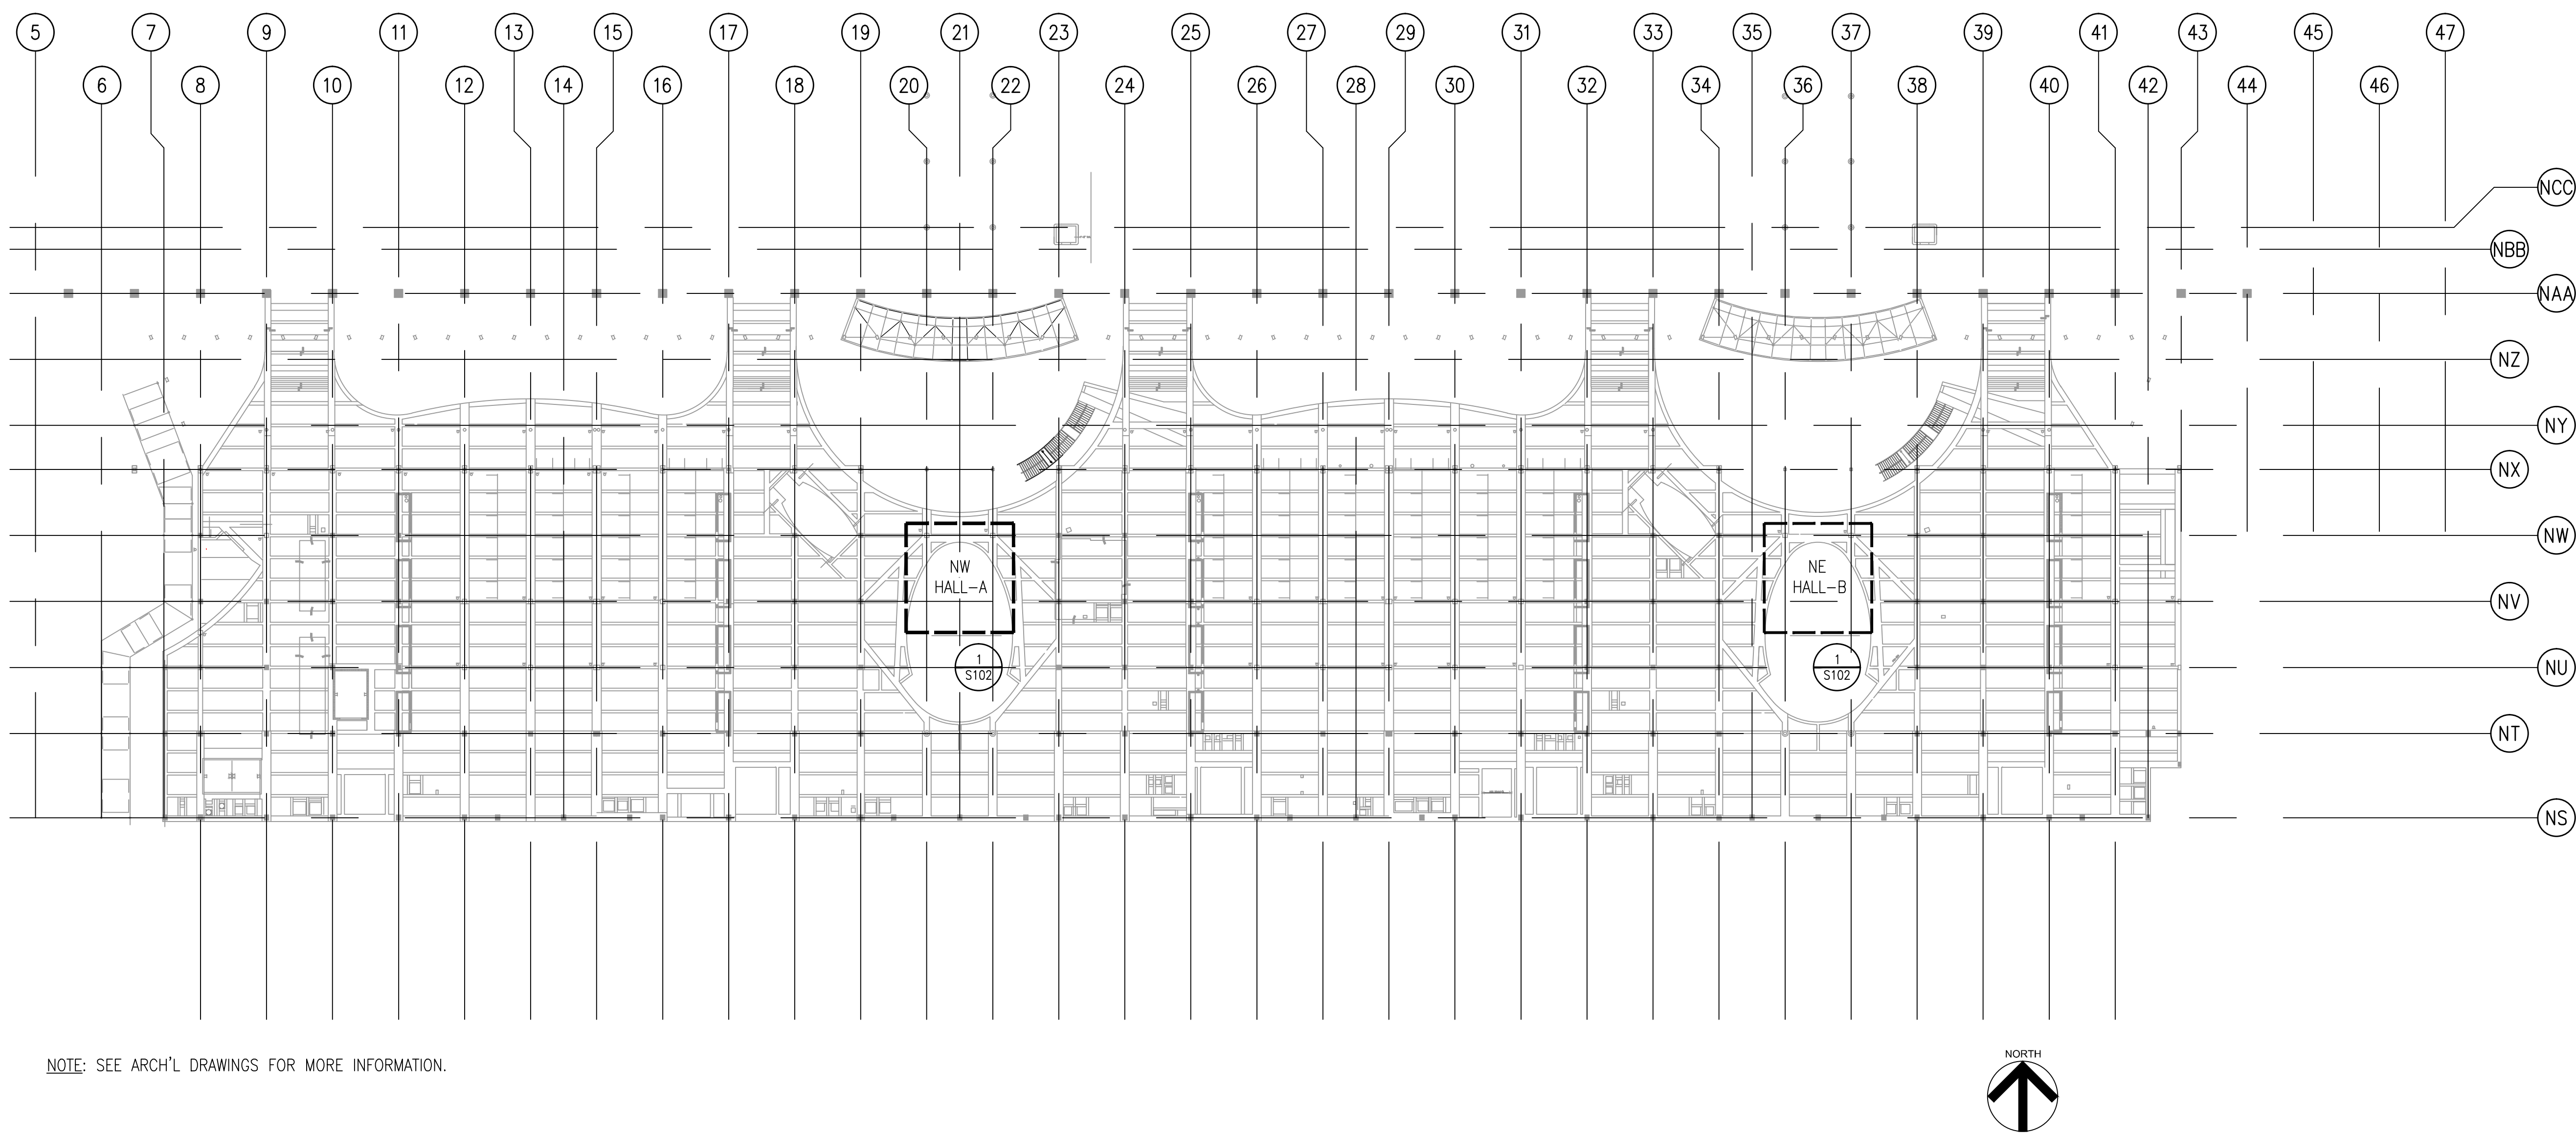 5 7 9 11 13 15 17 19 21 23 25 27 29 31 33 35 37 39 41 43 45 47
6 8 10 12 14 16 18 20 22 24 26 28 30 32 34 36 38 40 42 44 46
NCC
NBB
NAA
NZ
NY
NX
NW
NW
HALL-A
NE
HALL-B
NV
1
S102
1
S102
NU
NT
NS
NOTE: SEE ARCH'L DRAWINGS FOR MORE INFORMATION.
NORTH